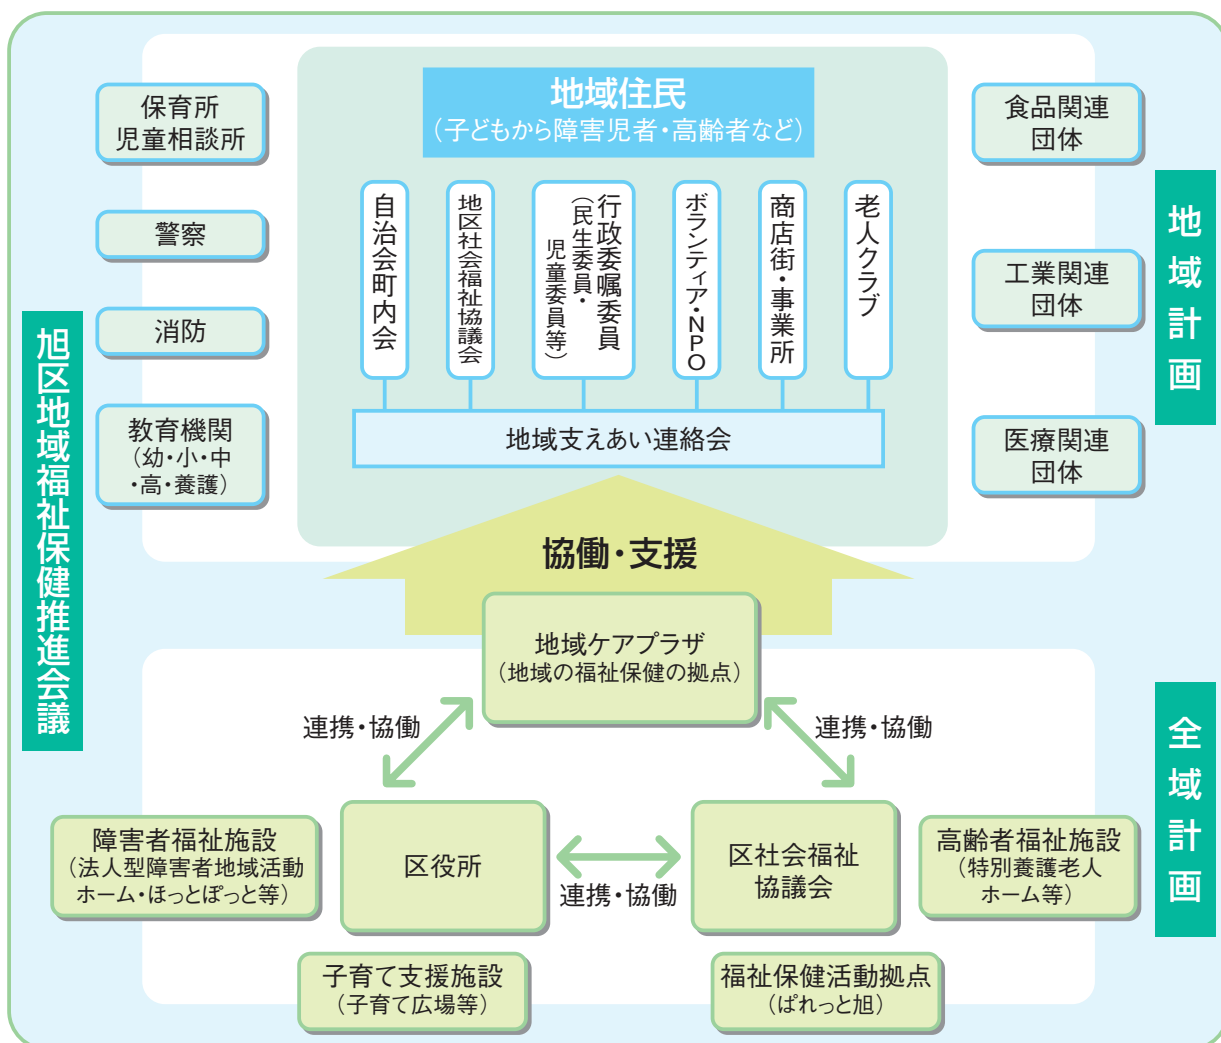 旭区地域福祉保健推進会議
地域計画
全域計画
地域住民
（子どもから障害児者・高齢者など）
保育所
児童相談所
警察
消防
教育機関
（幼・小・中
・高・養護）
自治会町内会
地区社会福祉協議会
行政委嘱委員
（民生委員・
児童委員等）
ボランティア・NPO
商店街・事業所
老人クラブ
地域支えあい連絡会
食品関連
団体
工業関連
団体
医療関連
団体
協働・支援
地域ケアプラザ
（地域の福祉保健の拠点）
連携・協働
連携・協働
障害者福祉施設
（法人型障害者地域活動
ホーム・ほっとぽっと等）
区役所
連携・協働
区社会福祉
協議会
高齢者福祉施設
（特別養護老人
ホーム等）
子育て支援施設
（子育て広場等）
福祉保健活動拠点
（ぱれっと旭）